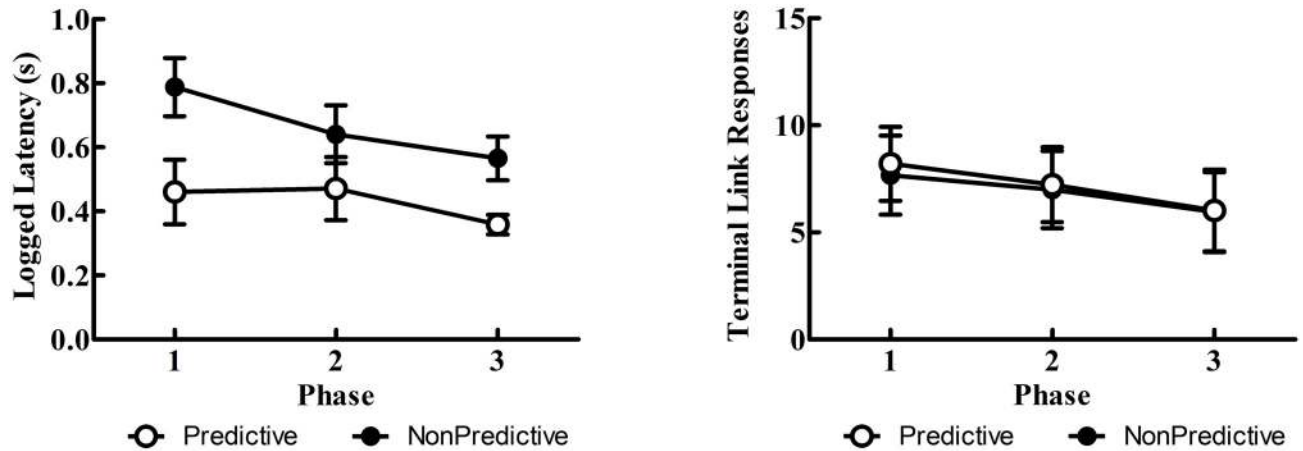 Logged Latency (s)
1.0
0.8
0.6
0.4
0.2
0.0
1 2 3
Phase
Predictive NonPredictive
Terminal Link Responses
15
10
5
0
1 2 3
Phase
Predictive NonPredictive